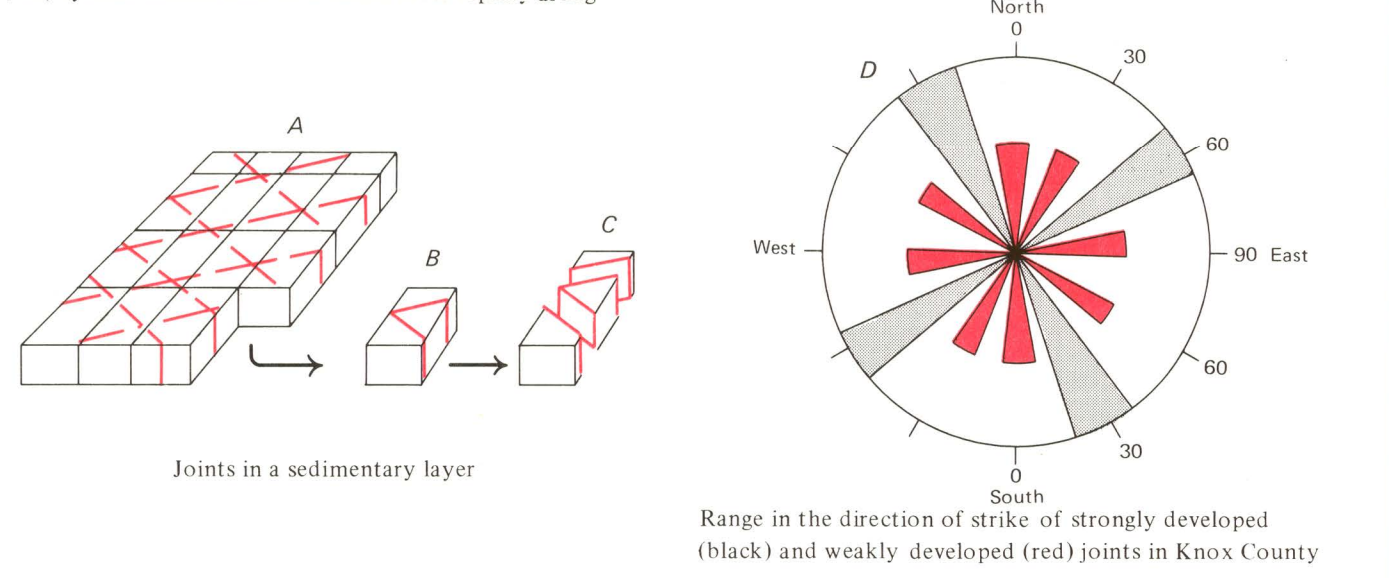 A
B
C
Joints in a sedimentary layer
D
North
0
30
60
West
90 East
60
30
0
South
Range in the direction of strike of strongly developed
(black) and weakly developed (red) joints in Knox County